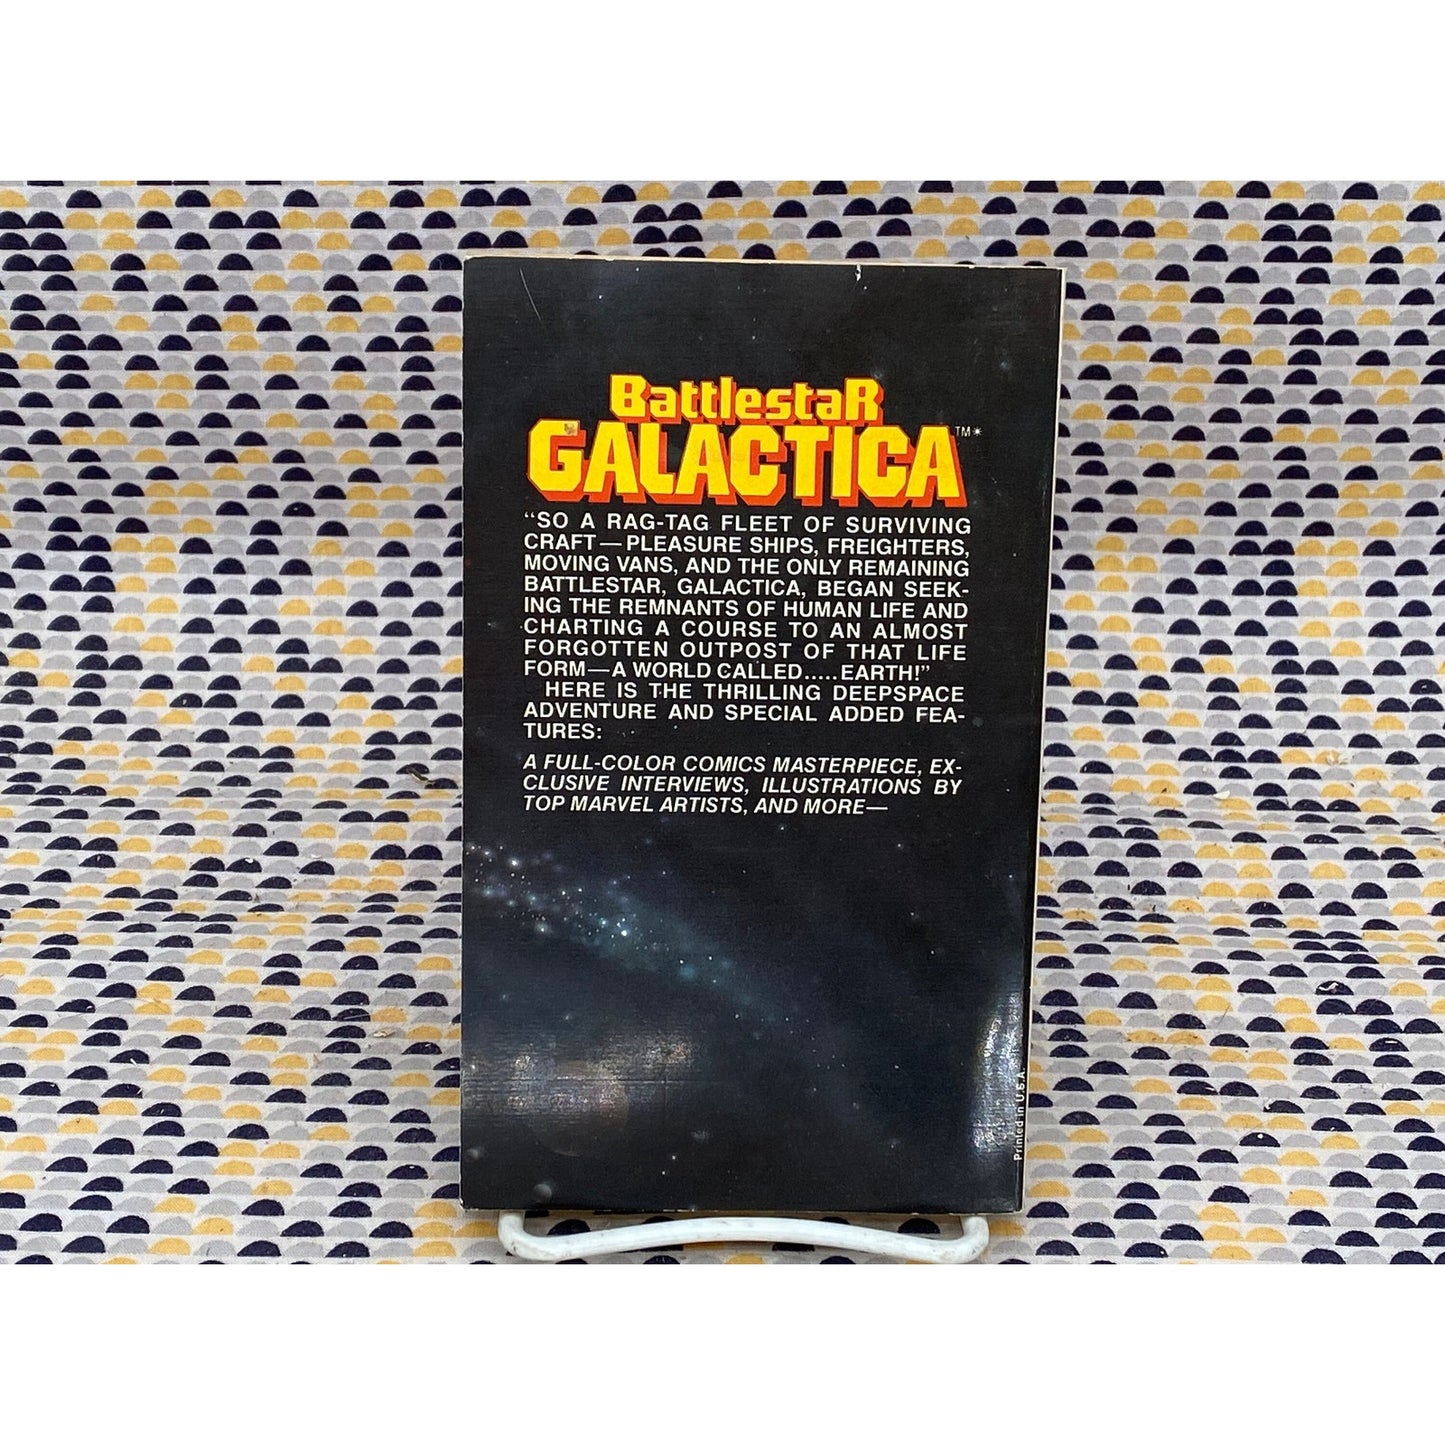 BattlestaR
GALACTICA™*
“SO A RAG-TAG FLEET OF SURVIVING
CRAFT—PLEASURE SHIPS, FREIGHTERS,
MOVING VANS, AND THE ONLY REMAINING
BATTLESTAR, GALACTICA, BEGAN SEEK-
ING THE REMNANTS OF HUMAN LIFE AND
CHARTING A COURSE TO AN ALMOST
FORGOTTEN OUTPOST OF THAT LIFE
FORM—A WORLD CALLED.....EARTH!”
HERE IS THE THRILLING DEEPSPACE
ADVENTURE AND SPECIAL ADDED FEA-
TURES:
A FULL-COLOR COMICS MASTERPIECE, EX-
CLUSIVE INTERVIEWS, ILLUSTRATIONS BY
TOP MARVEL ARTISTS, AND MORE—
Printed in U.S.A.